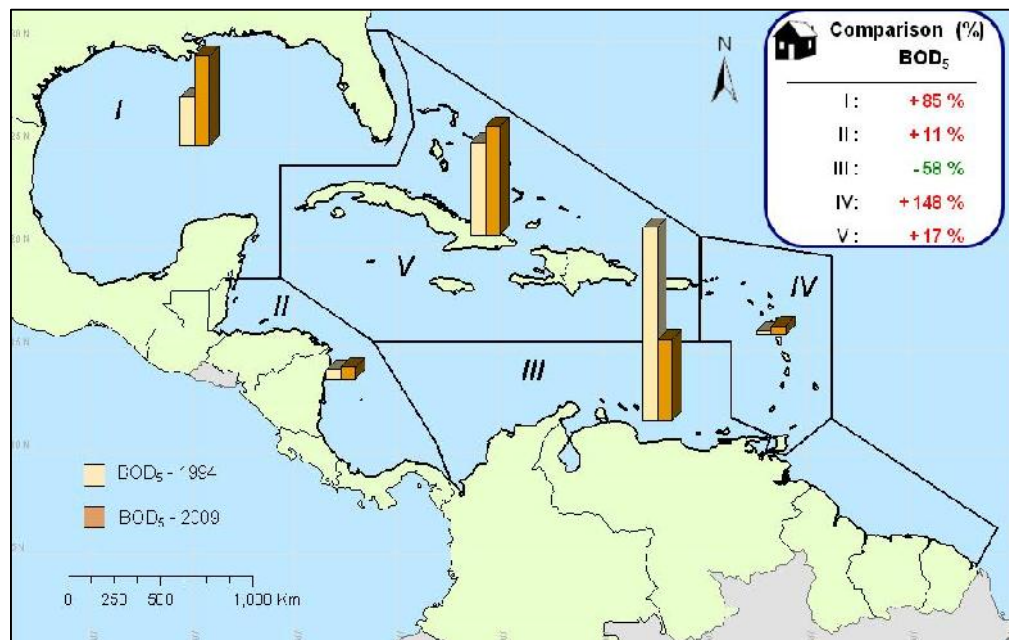 Comparison (%)
BOD₅
I: +85 %
II: +11 %
III: -58 %
IV: +148 %
V: +17 %
N
I
V
IV
II
III
BOD₅ - 1994
BOD₅ - 2009
0 250 500 1,000 Km